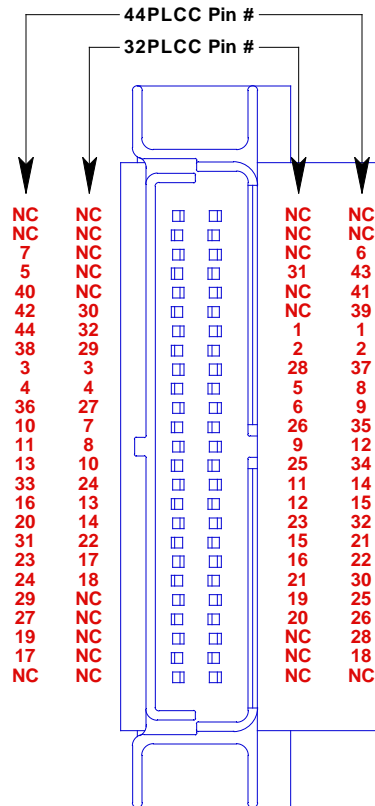 44PLCC Pin #
32PLCC Pin #
NC NC NC NC
NC NC NC NC
7 NC NC 6
5 NC 31 43
40 NC NC 41
42 30 NC 39
44 32 1 1
38 29 2 2
3 3 28 37
4 4 5 8
36 27 6 9
10 7 26 35
11 8 9 12
13 10 25 34
33 24 11 14
16 13 12 15
20 14 23 32
31 22 15 21
23 17 16 22
24 18 21 30
29 NC 19 25
27 NC 20 26
19 NC NC 28
17 NC NC 18
NC NC NC NC